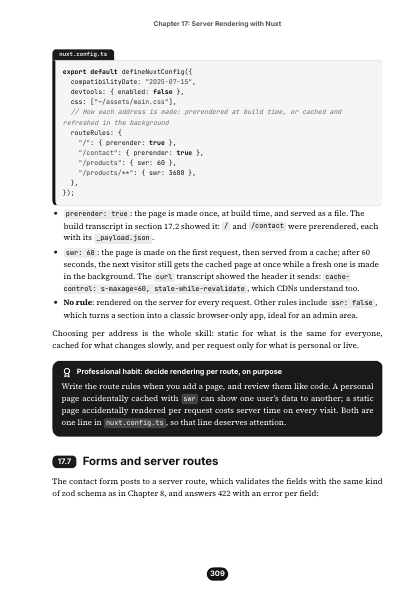 Chapter 17: Server Rendering with Nuxt
nuxt.config.ts
export default defineNuxtConfig({
  compatibilityDate: "2025-07-15",
  devtools: { enabled: false },
  css: ["~/assets/main.css"],
  // How each address is made: prerendered at build time, or cached and
refreshed in the background
  routeRules: {
    "/": { prerender: true },
    "/contact": { prerender: true },
    "/products": { swr: 60 },
    "/products/**": { swr: 3600 },
  },
});
• prerender: true: the page is made once, at build time, and served as a file. The
build transcript in section 17.2 showed it: / and /contact were prerendered, each
with its _payload.json.
• swr: 60: the page is made on the first request, then served from a cache; after 60
seconds, the next visitor still gets the cached page at once while a fresh one is made
in the background. The curl transcript showed the header it sends: cache-
control: s-maxage=60, stale-while-revalidate, which CDNs understand too.
• No rule: rendered on the server for every request. Other rules include ssr: false,
which turns a section into a classic browser-only app, ideal for an admin area.
Choosing per address is the whole skill: static for what is the same for everyone,
cached for what changes slowly, and per request only for what is personal or live.
Professional habit: decide rendering per route, on purpose
Write the route rules when you add a page, and review them like code. A personal
page accidentally cached with swr can show one user's data to another; a static
page accidentally rendered per request costs server time on every visit. Both are
one line in nuxt.config.ts, so that line deserves attention.
17.7 Forms and server routes
The contact form posts to a server route, which validates the fields with the same kind
of zod schema as in Chapter 8, and answers 422 with an error per field:
309